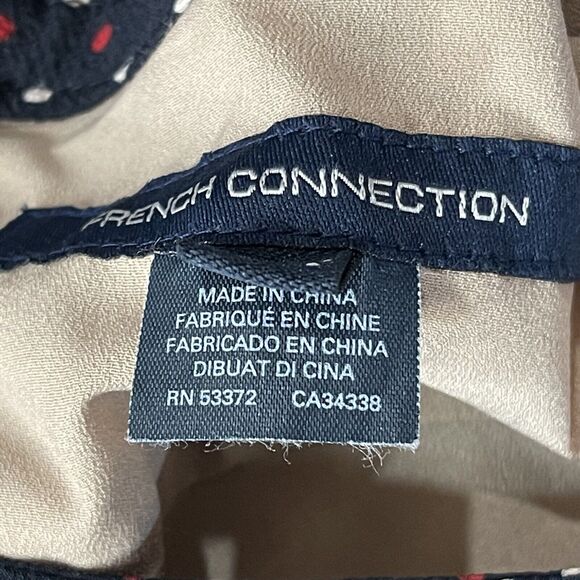 FRENCH CONNECTION
MADE IN CHINA
FABRIQUÉ EN CHINE
FABRICADO EN CHINA
DIBUAT DI CINA
RN 53372 CA34338